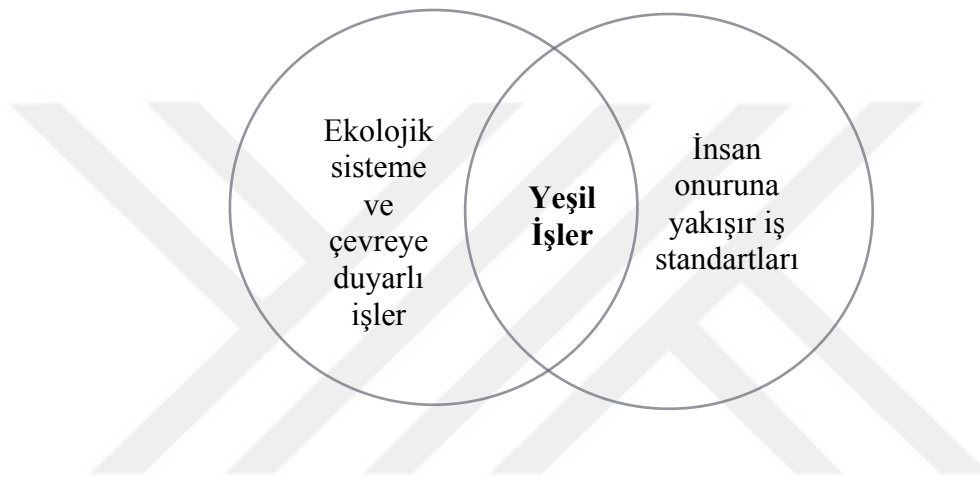 Ekolojik
sisteme
ve
çevreye
duyarlı
işler
Yeşil
İşler
İnsan
onuruna
yakışır iş
standartları